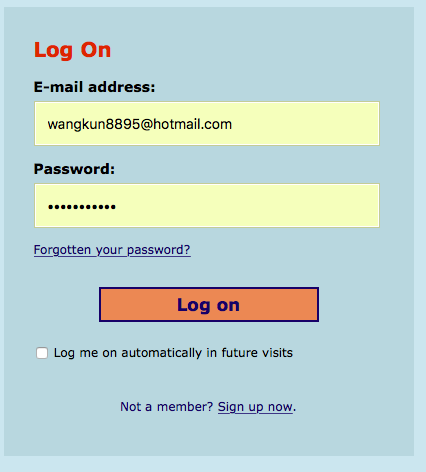 Log On
E-mail address:
wangkun8895@hotmail.com
Password:
•••••••••••
Forgotten your password?
Log on
Log me on automatically in future visits
Not a member? Sign up now.